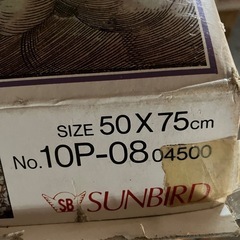 SIZE 50X75cm
No.10P-08 04500
SB SUNBIRD